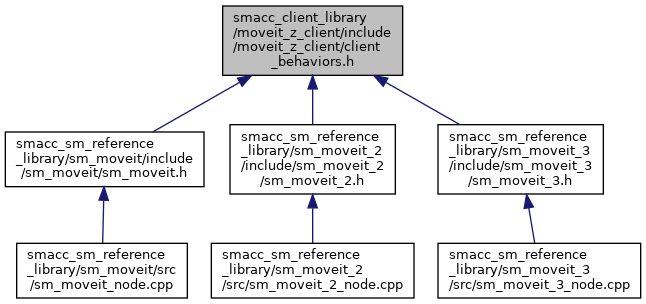 smacc_client_library
/moveit_z_client/include
/moveit_z_client/client
_behaviors.h
smacc_sm_reference
_library/sm_moveit/include
/sm_moveit/sm_moveit.h
smacc_sm_reference
_library/sm_moveit_2
/include/sm_moveit_2
/sm_moveit_2.h
smacc_sm_reference
_library/sm_moveit_3
/include/sm_moveit_3
/sm_moveit_3.h
smacc_sm_reference
_library/sm_moveit/src
/sm_moveit_node.cpp
smacc_sm_reference
_library/sm_moveit_2
/src/sm_moveit_2_node.cpp
smacc_sm_reference
_library/sm_moveit_3
/src/sm_moveit_3_node.cpp